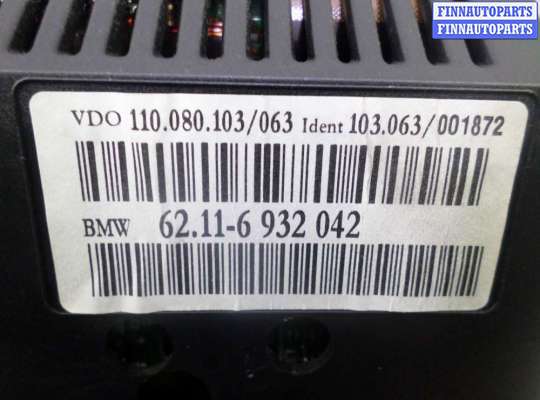 FINNAUTOPARTS
FINNAUTOPARTS
VDO 110.080.103/063 Ident 103.063/001872
BMW 62.11-6 932 042